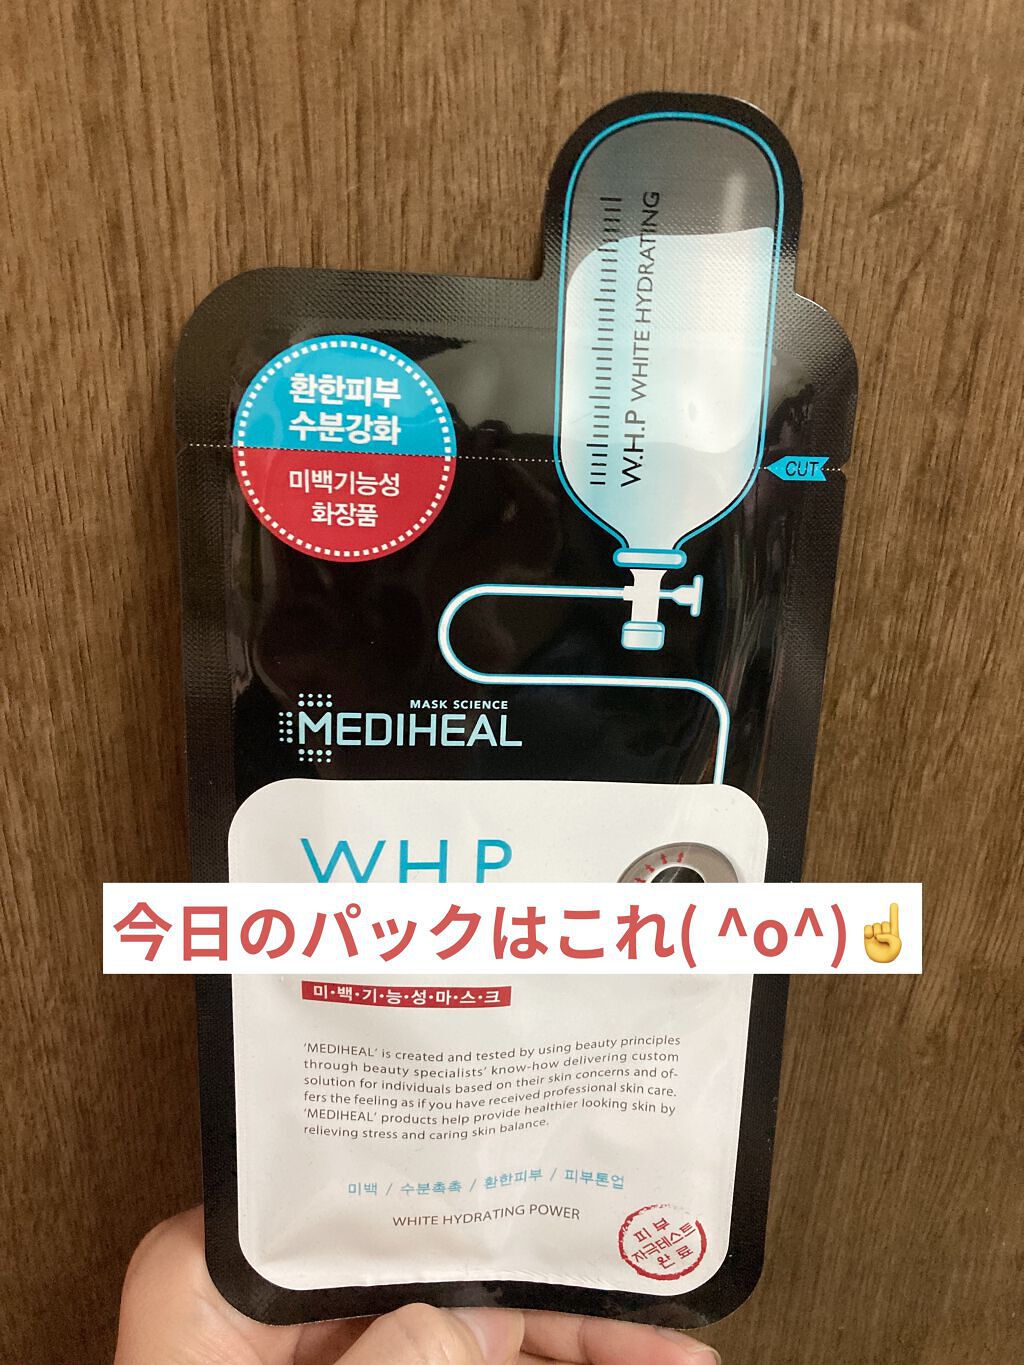 W.H.P WHITE HYDRATING
환한피부
수분강화
미백기능성
화장품
CUT
MASK SCIENCE
MEDIHEAL
WHP
今日のパックはこれ( ^o^)☝
미·백·기·능·성·마·스·크
'MEDIHEAL' is created and tested by using beauty principles
through beauty specialists' know-how delivering custom
solution for individuals based on their skin concerns and of-
fers the feeling as if you have received professional skin care.
'MEDIHEAL' products help provide healthier looking skin by
relieving stress and caring skin balance.
미백 / 수분촉촉 / 환한피부 / 피부톤업
WHITE HYDRATING POWER
피부
자극테스트
완료